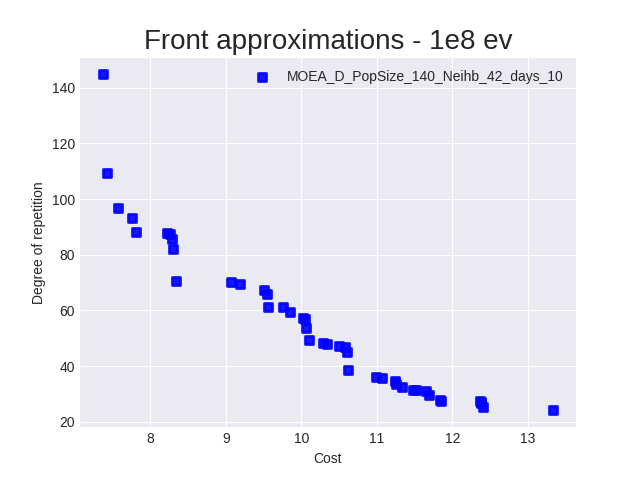 Front approximations - 1e8 ev
MOEA_D_PopSize_140_Neihb_42_days_10
Degree of repetition
140
120
100
80
60
40
20
8 9 10 11 12 13
Cost